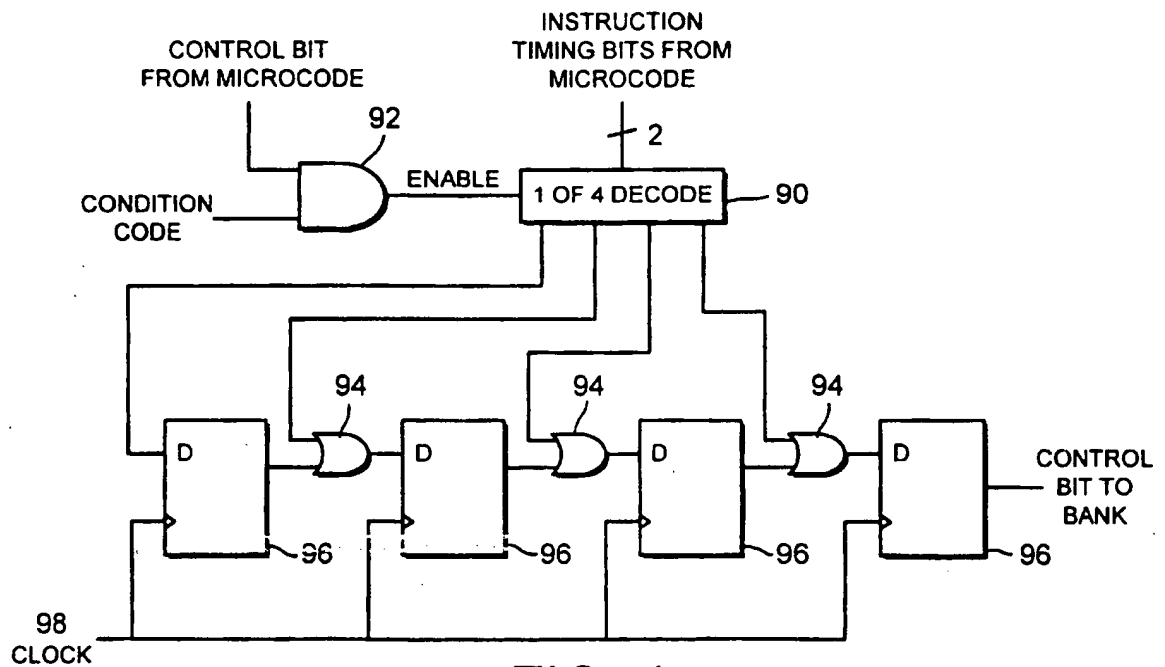 CONTROL BIT
FROM MICROCODE
INSTRUCTION
TIMING BITS FROM
MICROCODE
92
2
ENABLE
1 OF 4 DECODE
90
CONDITION
CODE
94
94
94
D
D
D
D
CONTROL
BIT TO
BANK
96
96
96
96
98
CLOCK